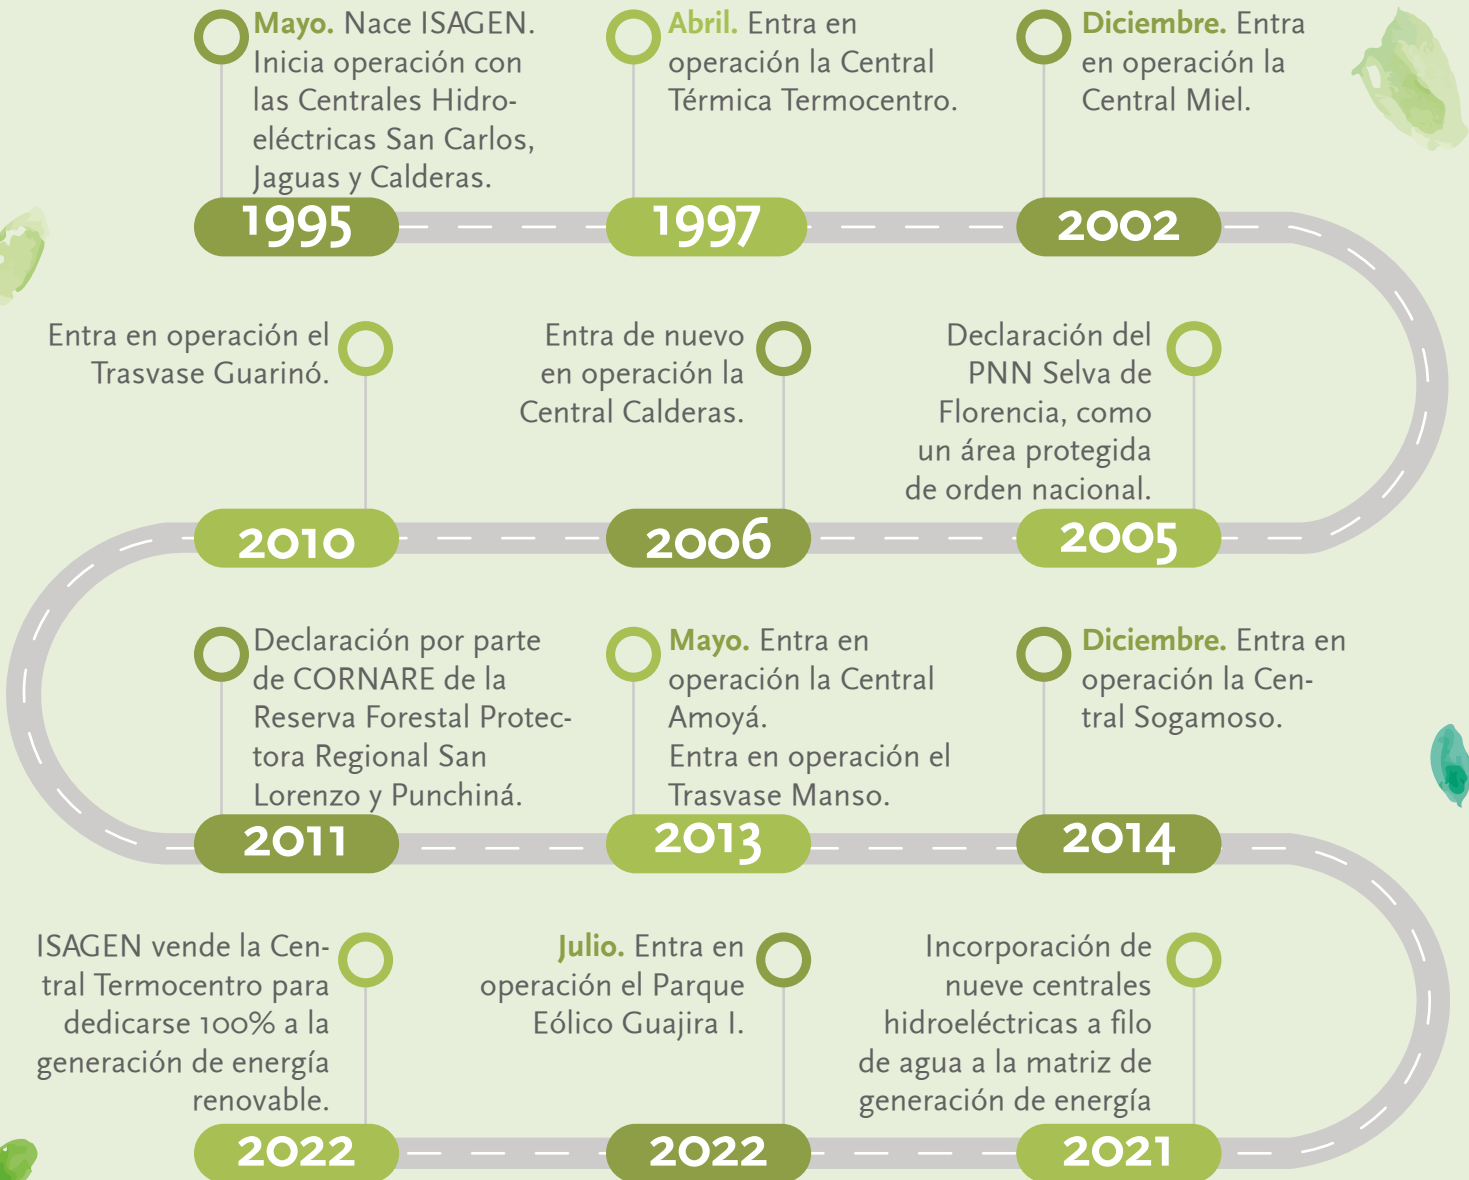 Mayo. Nace ISAGEN.
Inicia operación con
las Centrales Hidro-
eléctricas San Carlos,
Jaguas y Calderas.
1995
Abril. Entra en
operación la Central
Térmica Termocentro.
1997
Diciembre. Entra
en operación la
Central Miel.
2002
Declaración del
PNN Selva de
Florencia, como
un área protegida
de orden nacional.
2005
Entra de nuevo
en operación la
Central Calderas.
2006
Entra en operación el
Trasvase Guarinó.
2010
Declaración por parte
de CORNARE de la
Reserva Forestal Protec-
tora Regional San
Lorenzo y Punchiná.
2011
Mayo. Entra en
operación la Central
Amoyá.
Entra en operación el
Trasvase Manso.
2013
Diciembre. Entra en
operación la Cen-
tral Sogamoso.
2014
Incorporación de
nueve centrales
hidroeléctricas a filo
de agua a la matriz de
generación de energía
2021
Julio. Entra en
operación el Parque
Eólico Guajira I.
2022
ISAGEN vende la Cen-
tral Termocentro para
dedicarse 100% a la
generación de energía
renovable.
2022